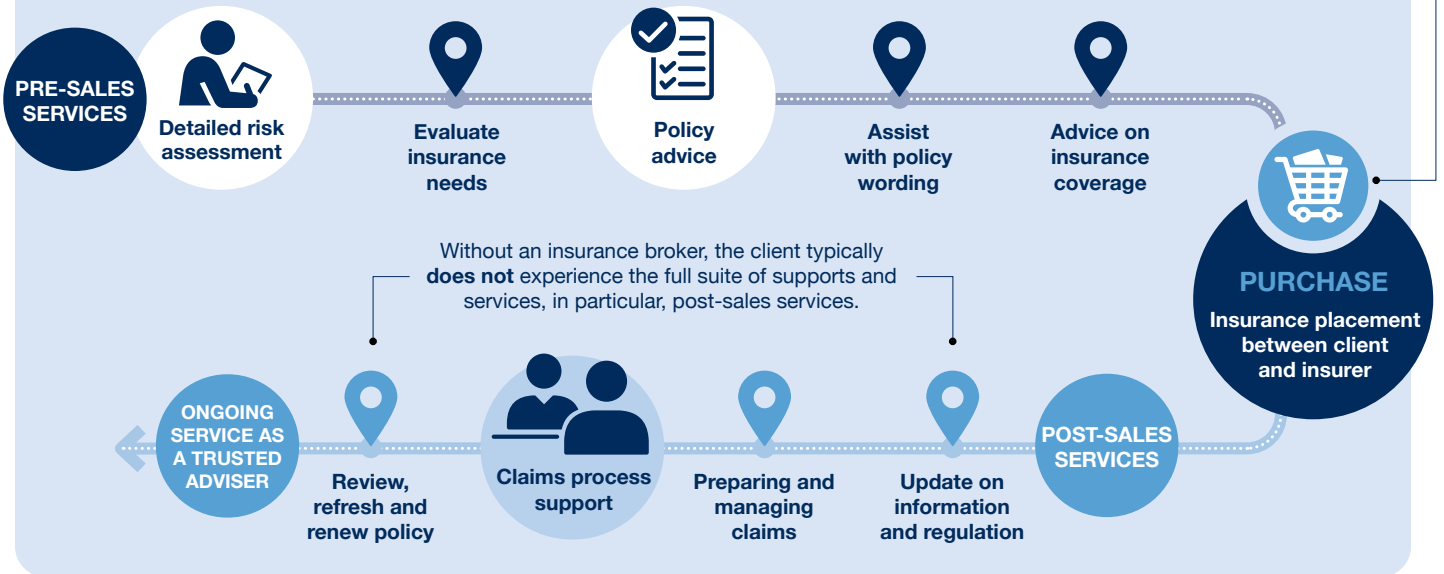 PRE-SALES
SERVICES
Detailed risk
assessment
Evaluate
insurance
needs
Policy
advice
Assist
with policy
wording
Advice on
insurance
coverage
PURCHASE
Insurance placement
between client
and insurer
Without an insurance broker, the client typically
does not experience the full suite of supports and
services, in particular, post-sales services.
POST-SALES
SERVICES
Update on
information
and regulation
Preparing and
managing
claims
Claims process
support
Review,
refresh and
renew policy
ONGOING
SERVICE AS
A TRUSTED
ADVISER